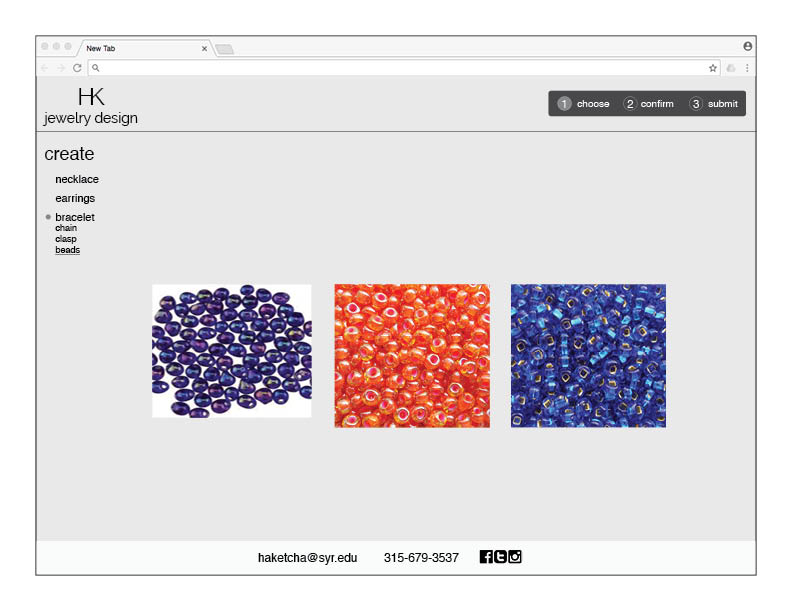 New Tab
HK
jewelry design
1 choose 2 confirm 3 submit
create
necklace
earrings
bracelet
chain
clasp
beads
haketcha@syr.edu 315-679-3537